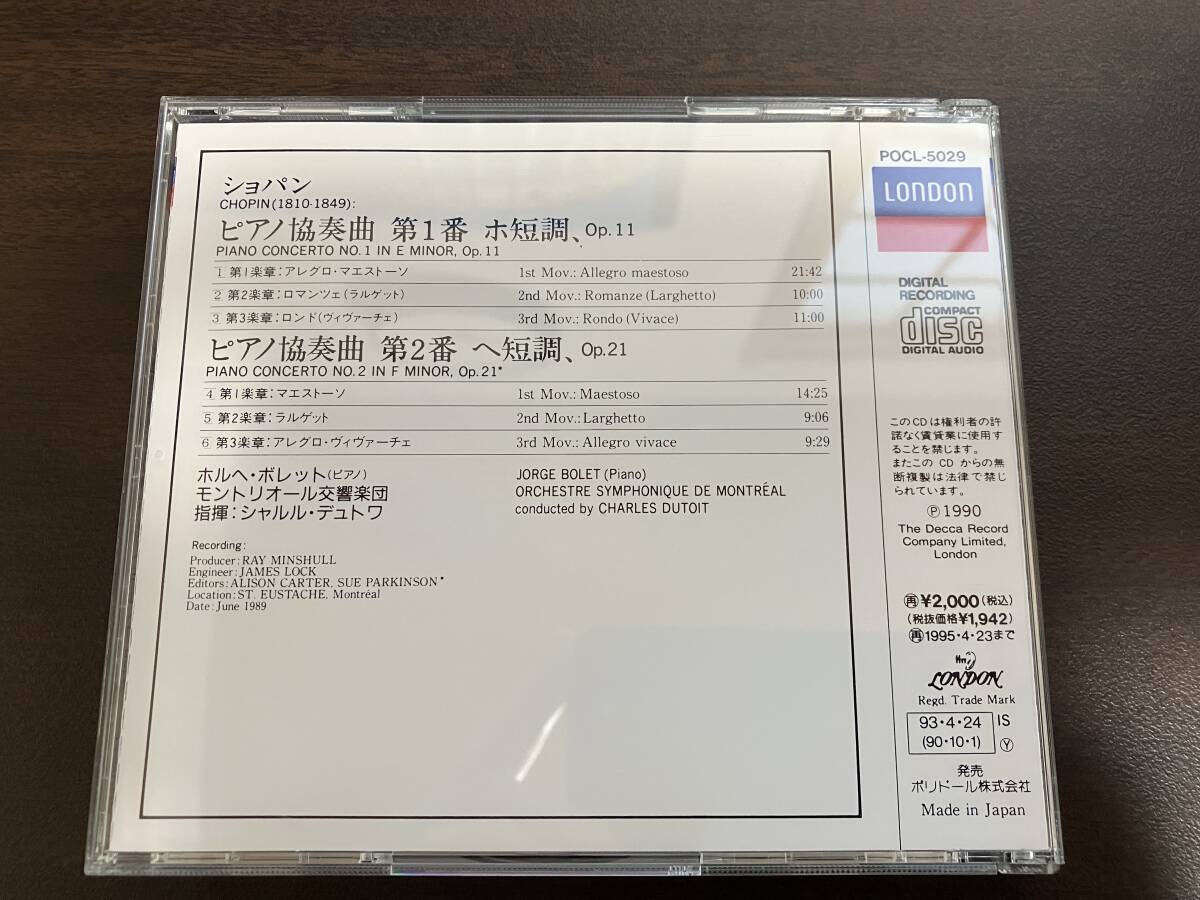 ショパン
CHOPIN(1810-1849):
ピアノ協奏曲 第1番 ホ短調、Op.11
PIANO CONCERTO NO.1 IN E MINOR, Op.11
1 第1楽章:アレグロ・マエストーソ 1st Mov.: Allegro maestoso 21:42
2 第2楽章:ロマンツェ(ラルゲット) 2nd Mov.: Romanze (Larghetto) 10:00
3 第3楽章:ロンド(ヴィヴァーチェ) 3rd Mov.: Rondo (Vivace) 11:00
ピアノ協奏曲 第2番 ヘ短調、Op.21
PIANO CONCERTO NO.2 IN F MINOR, Op.21*
4 第1楽章:マエストーソ 1st Mov.: Maestoso 14:25
5 第2楽章:ラルゲット 2nd Mov.: Larghetto 9:06
6 第3楽章:アレグロ・ヴィヴァーチェ 3rd Mov.: Allegro vivace 9:29
ホルヘ・ボレット(ピアノ) JORGE BOLET (Piano)
モントリオール交響楽団 ORCHESTRE SYMPHONIQUE DE MONTRÉAL
指揮:シャルル・デュトワ conducted by CHARLES DUTOIT
Recording:
Producer: RAY MINSHULL
Engineer: JAMES LOCK
Editors: ALISON CARTER, SUE PARKINSON*
Location: ST. EUSTACHE, Montréal
Date: June 1989
POCL-5029
LONDON
DIGITAL
RECORDING
COMPACT
disc
DIGITAL AUDIO
このCDは権利者の許
諾なく賃貸業に使用す
ることを禁じます。
またこの CD からの無
断複製は法律で禁じ
られています。
℗1990
The Decca Record
Company Limited,
London
再¥2,000(税込)
(税抜価格¥1,942)
再1995・4・23まで
LONDON
Regd. Trade Mark
93・4・24 IS
(90・10・1) Y
発売
ポリドール株式会社
Made in Japan